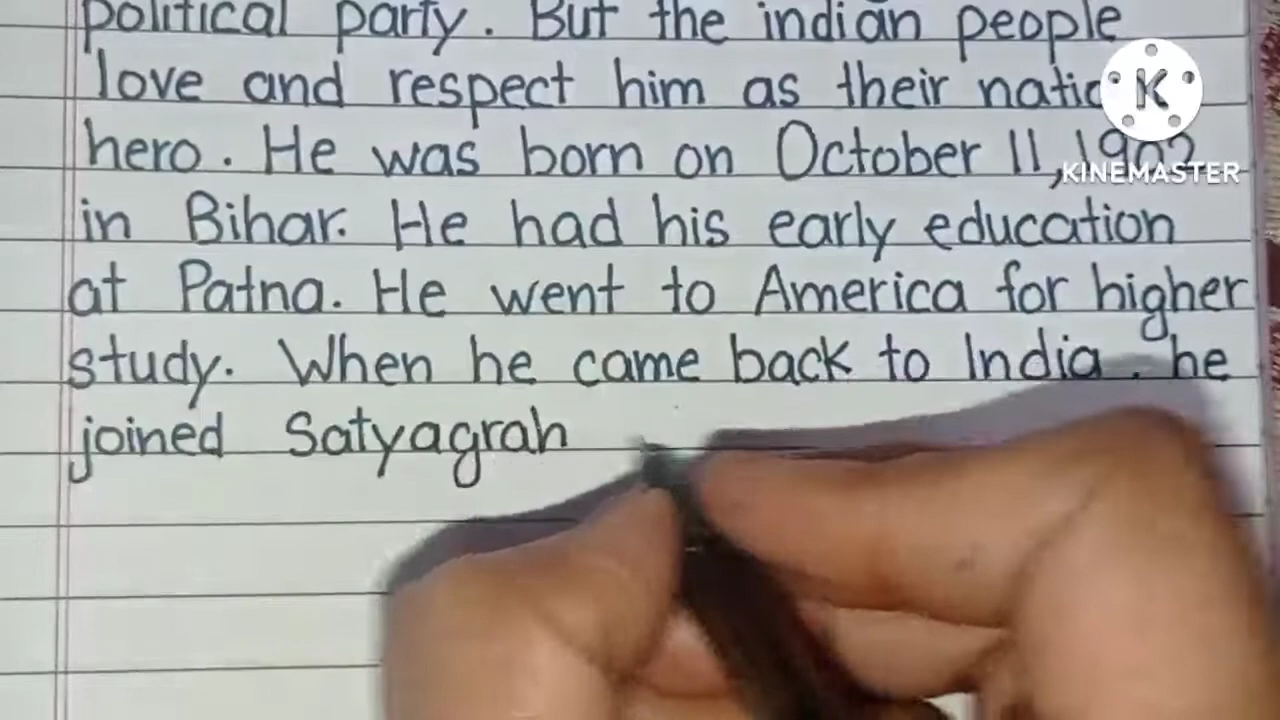 political party. But the indian people
love and respect him as their natio
hero. He was born on October 11, 1902
in Bihar. He had his early education
at Patna. He went to America for higher
study. When he came back to India, he
joined Satyagrah
K
KINEMASTER